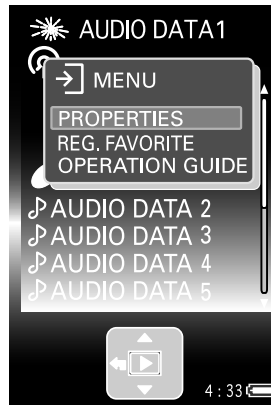 AUDIO DATA1
MENU
PROPERTIES
REG. FAVORITE
OPERATION GUIDE
AUDIO DATA 2
AUDIO DATA 3
AUDIO DATA 4
AUDIO DATA 5
4:33